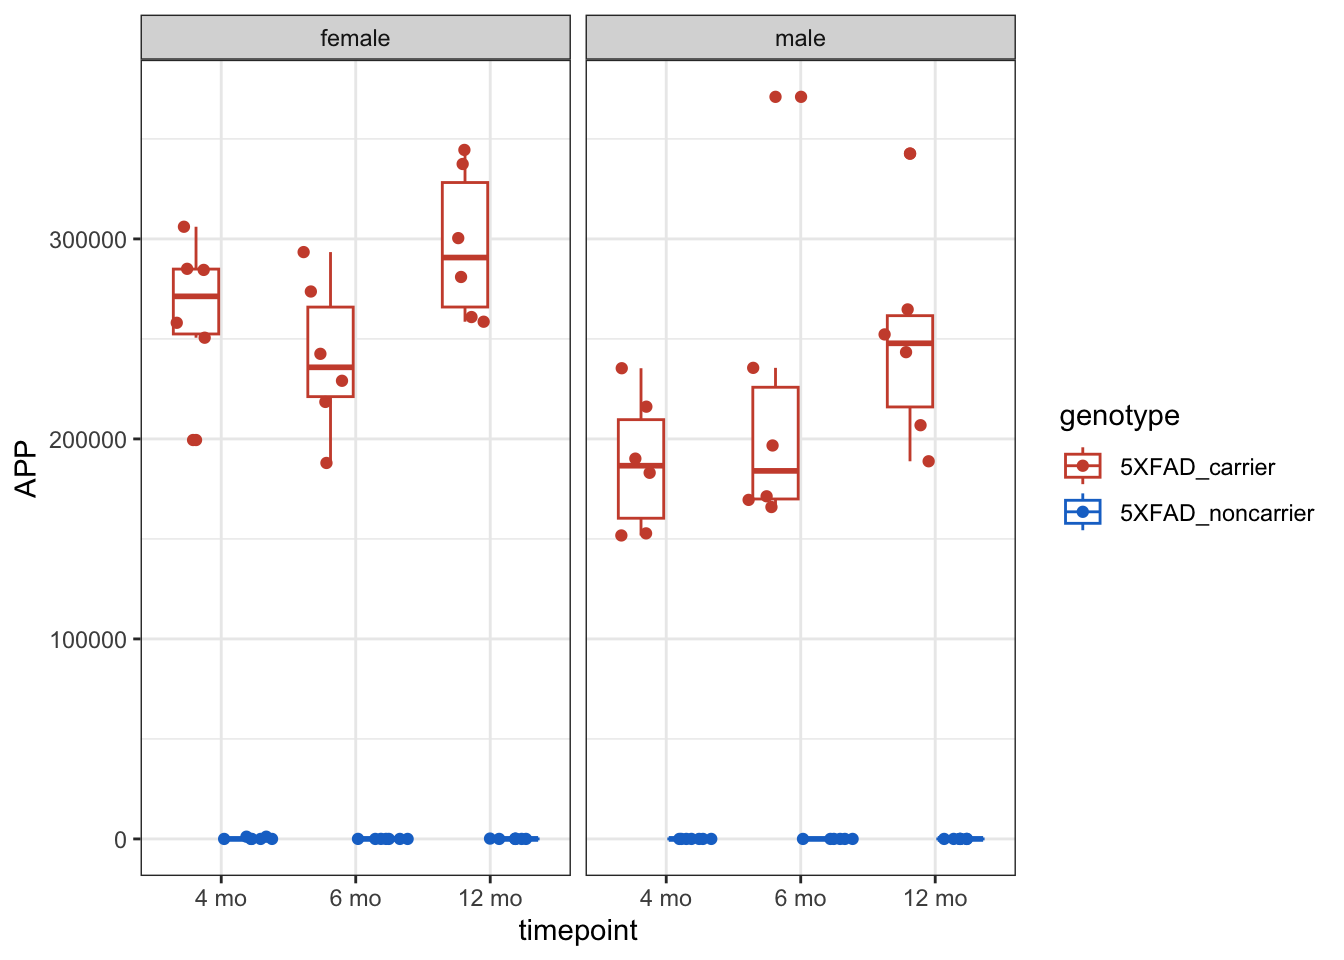 female
male
APP
300000
200000
100000
0
4 mo
6 mo
12 mo
4 mo
6 mo
12 mo
timepoint
genotype
5XFAD_carrier
5XFAD_noncarrier